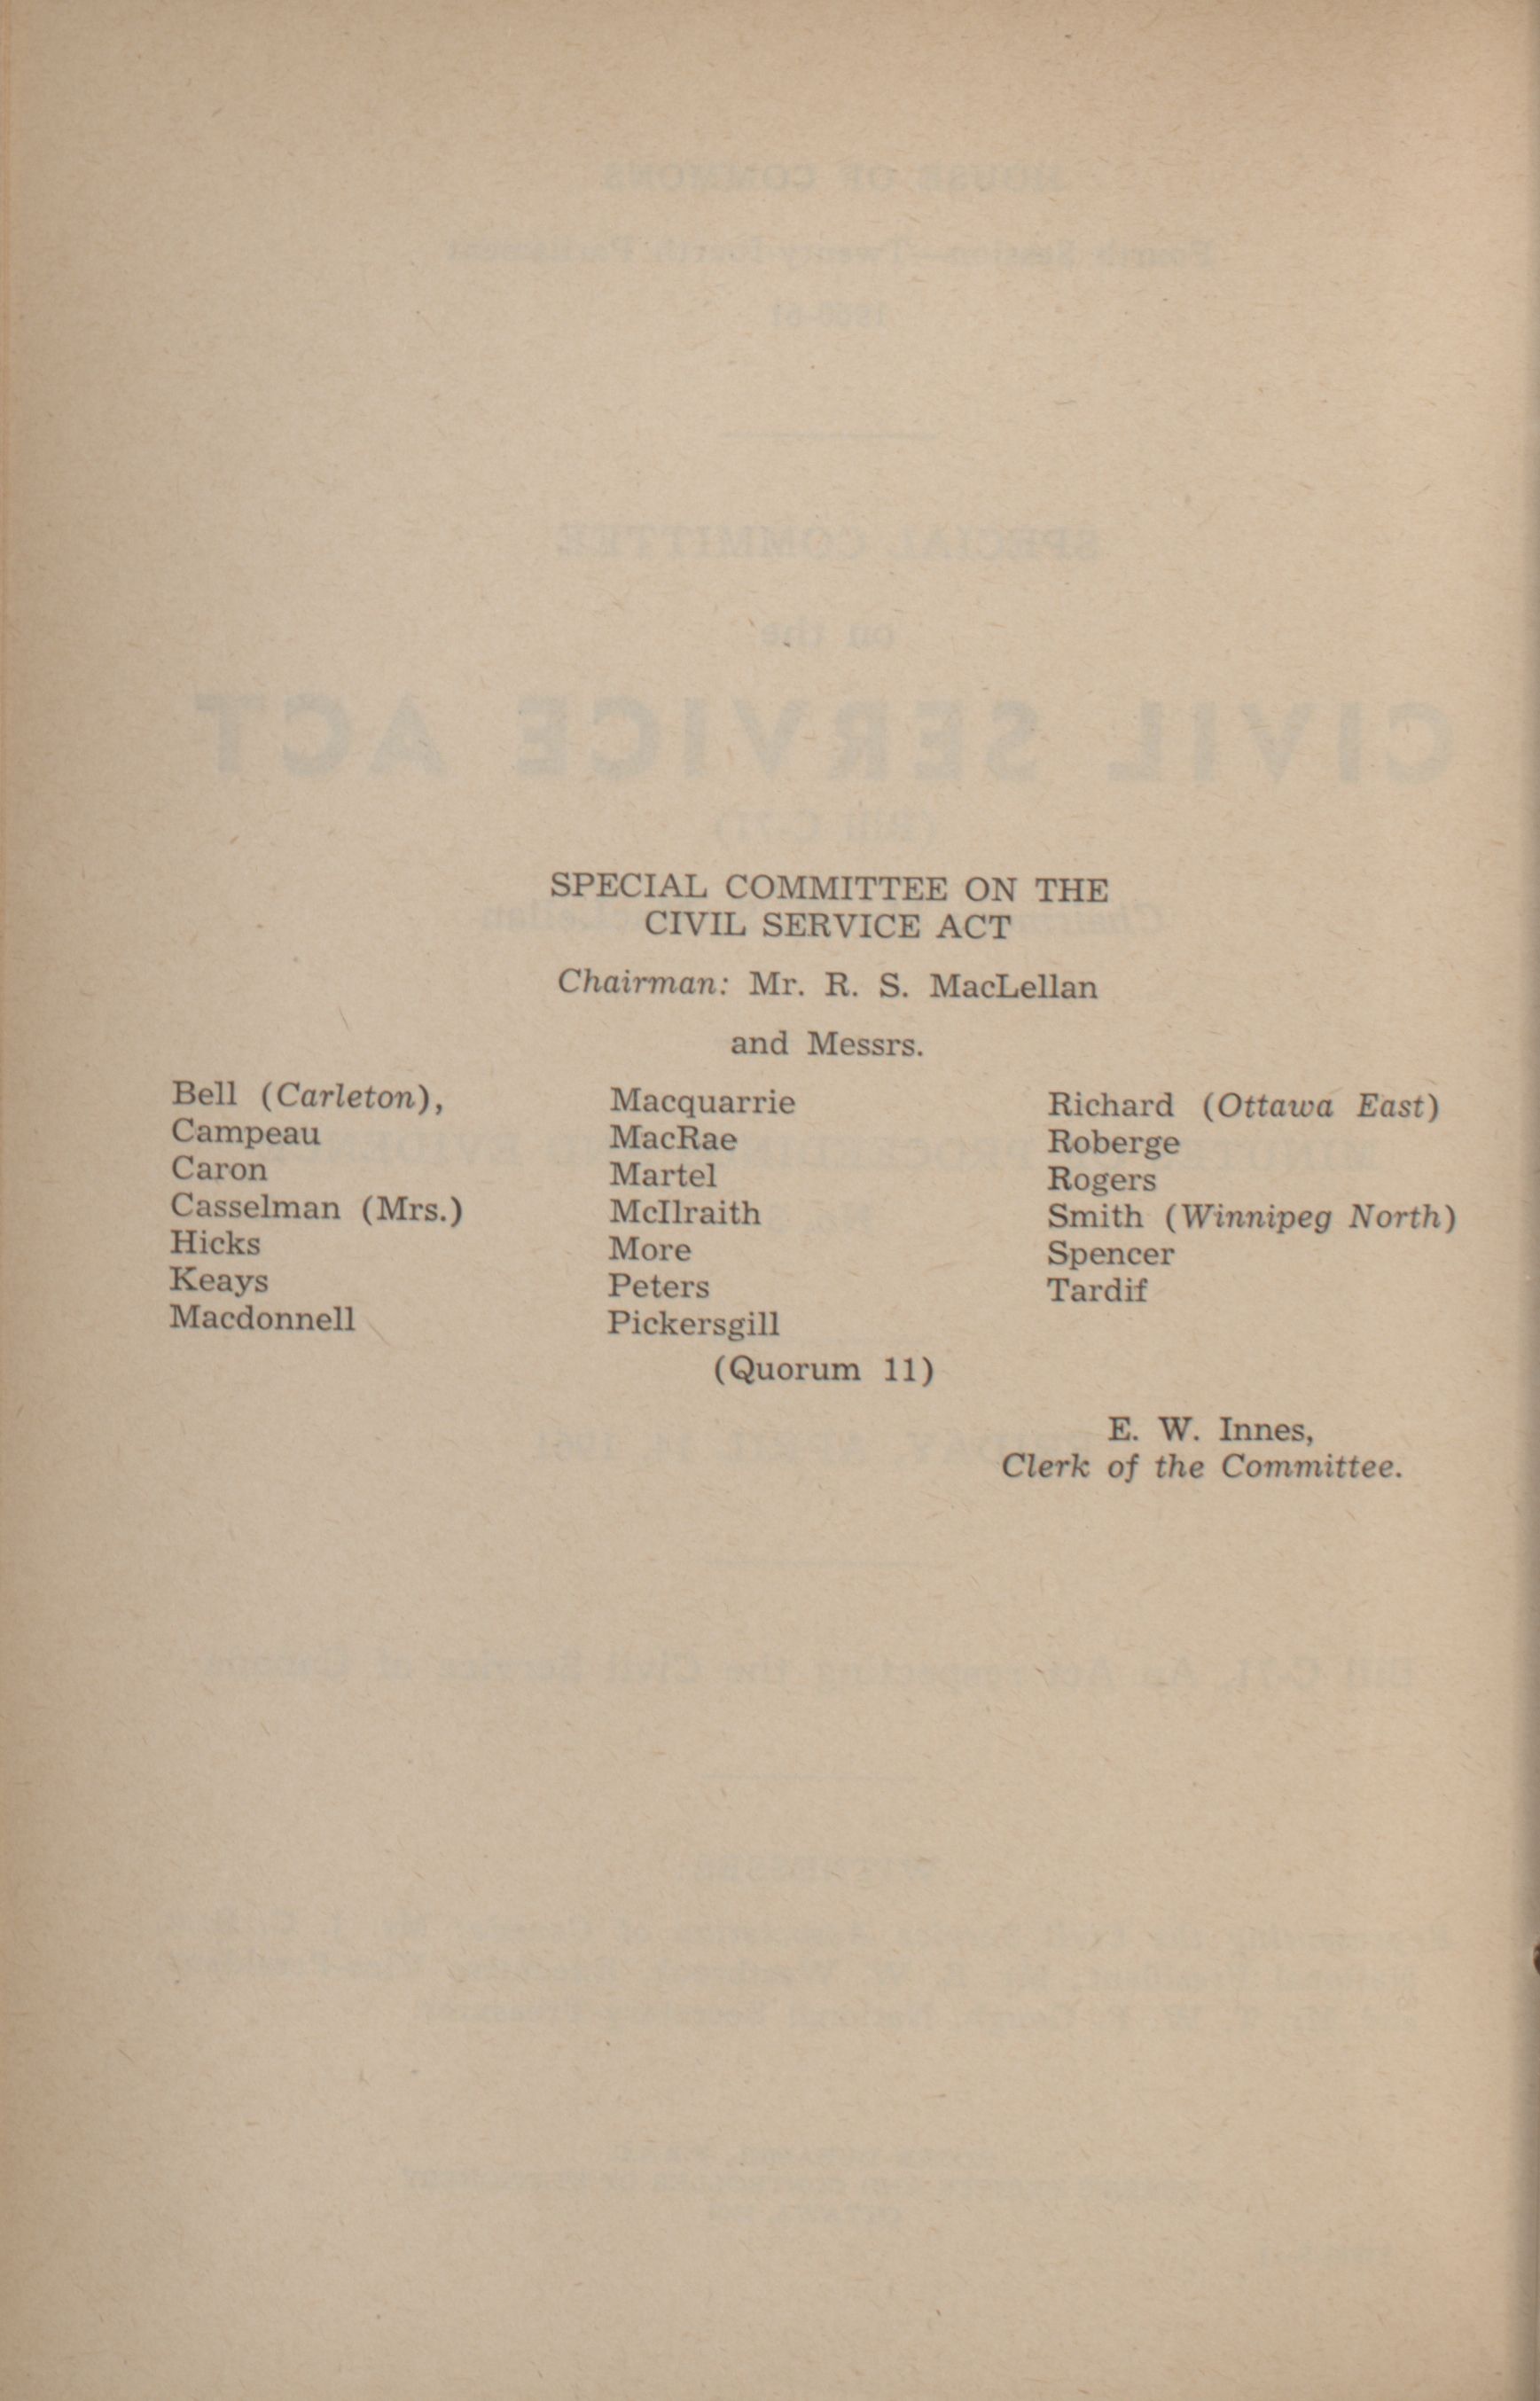 SPECIAL COMMITTEE ON THE
CIVIL SERVICE ACT
Chairman: Mr. R. S. MacLellan
and Messrs.
Bell (Carleton),
Campeau
Caron
Casselman (Mrs.)
Hicks
Keays
Macdonnell
Macquarrie
MacRae
Martel
McIlraith
More
Peters
Pickersgill
Richard (Ottawa East)
Roberge
Rogers
Smith (Winnipeg North)
Spencer
Tardif
(Quorum 11)
E. W. Innes,
Clerk of the Committee.